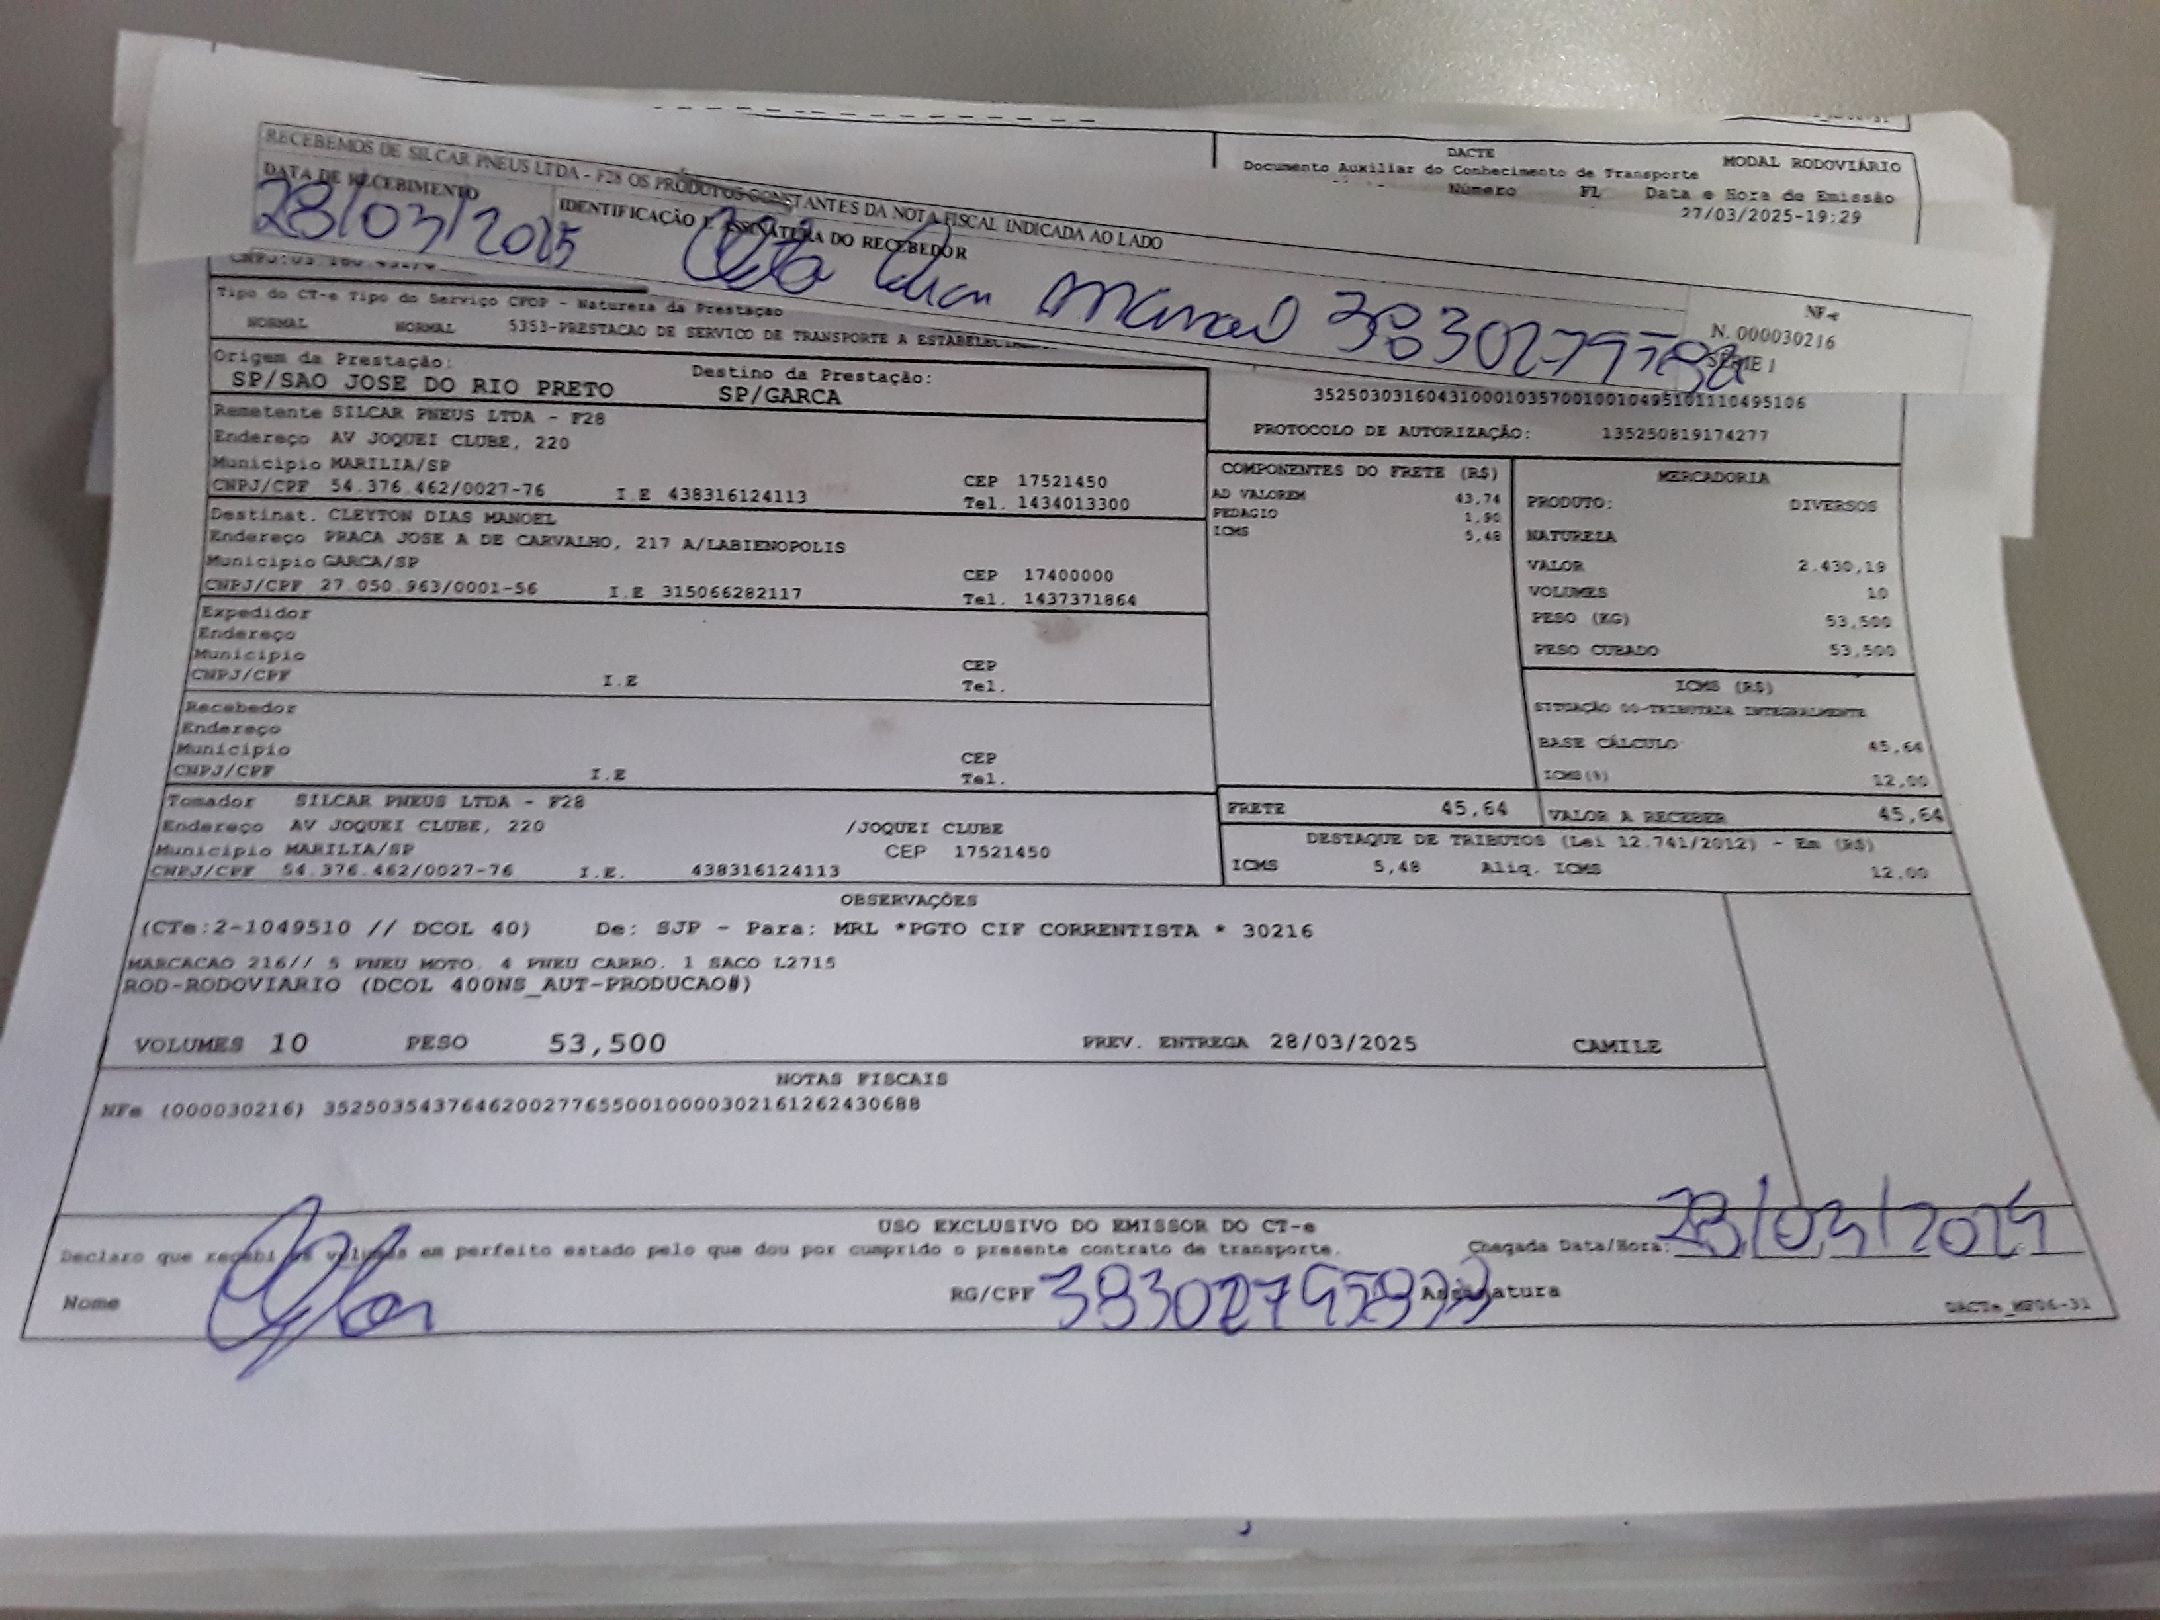 RECEBEMOS DE SILCAR PNEUS LTDA - F28 OS PRODUTOS CONSTANTES DA NOTA FISCAL INDICADA AO LADO
DATA DE RECEBIMENTO
IDENTIFICAÇÃO E ASSINATURA DO RECEBEDOR
28/03/2025
NF-e
N. 000030216
SÉRIE 1
DACTE
MODAL RODOVIÁRIO
Documento Auxiliar do Conhecimento de Transporte
Número FL Data e Hora de Emissão
27/03/2025-19:29
Tipo do CT-e Tipo do Serviço CFOP - Natureza da Prestação
NORMAL NORMAL 5353-PRESTACAO DE SERVICO DE TRANSPORTE A
Origem da Prestação: Destino da Prestação:
SP/SAO JOSE DO RIO PRETO SP/GARCA
35250303160431000103570010010495101110495106
PROTOCOLO DE AUTORIZAÇÃO: 135250819174277
Remetente SILCAR PNEUS LTDA - F28
Endereço AV JOQUEI CLUBE, 220
Município MARILIA/SP CEP 17521450
CNPJ/CPF 54.376.462/0027-76 I.E 438316124113 Tel. 1434013300
Destinat. CLEYTON DIAS MANOEL
Endereço PRACA JOSE A DE CARVALHO, 217 A/LABIENOPOLIS
Município GARCA/SP CEP 17400000
CNPJ/CPF 27.050.963/0001-56 I.E 315066282117 Tel. 1437371864
Expedidor
Endereço
Município CEP
CNPJ/CPF I.E Tel.
Recebedor
Endereço
Município CEP
CNPJ/CPF I.E Tel.
Tomador SILCAR PNEUS LTDA - F28
Endereço AV JOQUEI CLUBE, 220 /JOQUEI CLUBE
Município MARILIA/SP CEP 17521450
CNPJ/CPF 54.376.462/0027-76 I.E. 438316124113
COMPONENTES DO FRETE (R$)
AD VALOREM 43,74
PEDAGIO 1,90
ICMS 5,48
MERCADORIA
PRODUTO: DIVERSOS
NATUREZA
VALOR 2.430,19
VOLUMES 10
PESO (KG) 53,500
PESO CUBADO 53,500
ICMS (R$)
SITUAÇÃO 00-TRIBUTADA INTEGRALMENTE
BASE CÁLCULO 45,64
ICMS(%) 12,00
FRETE 45,64 VALOR A RECEBER 45,64
DESTAQUE DE TRIBUTOS (Lei 12.741/2012) - Em (R$)
ICMS 5,48 Aliq. ICMS 12,00
OBSERVAÇÕES
(CTe:2-1049510 // DCOL 40) De: SJP - Para: MRL *PGTO CIF CORRENTISTA * 30216
MARCACAO 216// 5 PNEU MOTO. 4 PNEU CARRO. 1 SACO L2715
ROD-RODOVIARIO (DCOL 400NS_AUT-PRODUCAO#)
VOLUMES 10 PESO 53,500 PREV. ENTREGA 28/03/2025 CAMILE
NOTAS FISCAIS
NFe (000030216) 35250354376462002776550010000302161262430688
USO EXCLUSIVO DO EMISSOR DO CT-e
Declaro que recebi os volumes em perfeito estado pelo que dou por cumprido o presente contrato de transporte. Chegada Data/Hora: 28/03/2025
Nome RG/CPF Assinatura
DACTe_MF06-31